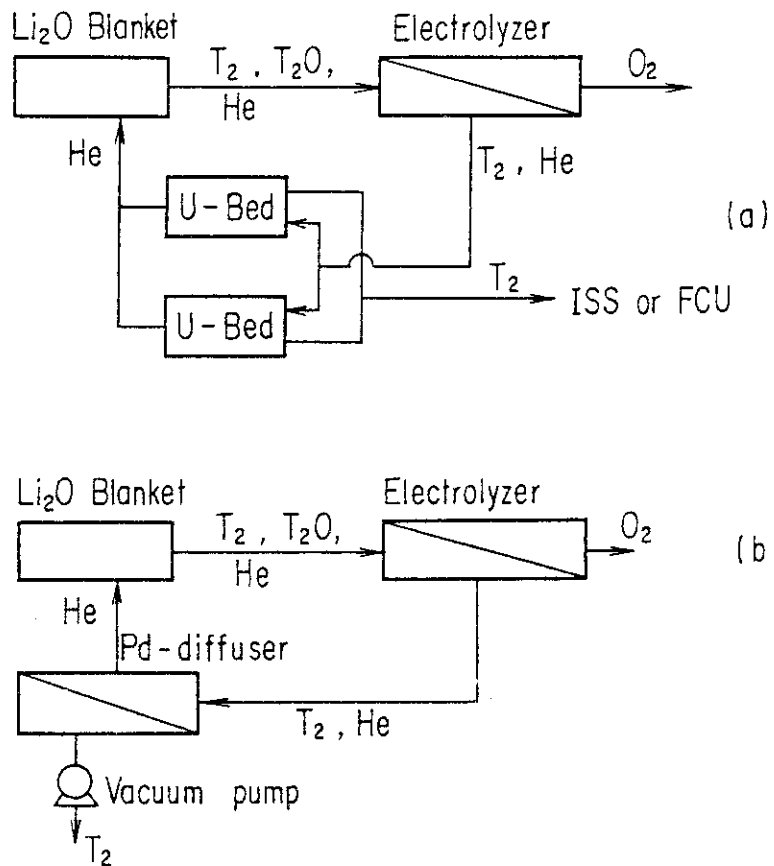 Li₂O Blanket
Electrolyzer
T₂ , T₂O,
He
O₂
He
T₂ , He
U-Bed
(a)
T₂
ISS or FCU
U-Bed
Li₂O Blanket
Electrolyzer
T₂ , T₂O,
He
O₂
(b
He
Pd-diffuser
T₂ , He
Vacuum pump
T₂